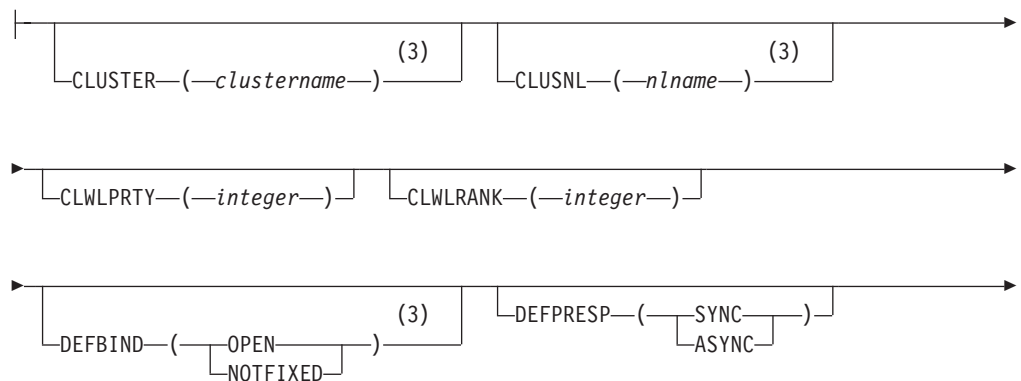 (3) (3)
CLUSTER ( clustername ) CLUSNL ( nlname )
CLWLPRTY ( integer ) CLWLRANK ( integer )
(3) DEFPRESP ( SYNC )
DEFBIND ( OPEN ) ASYNC
NOTFIXED